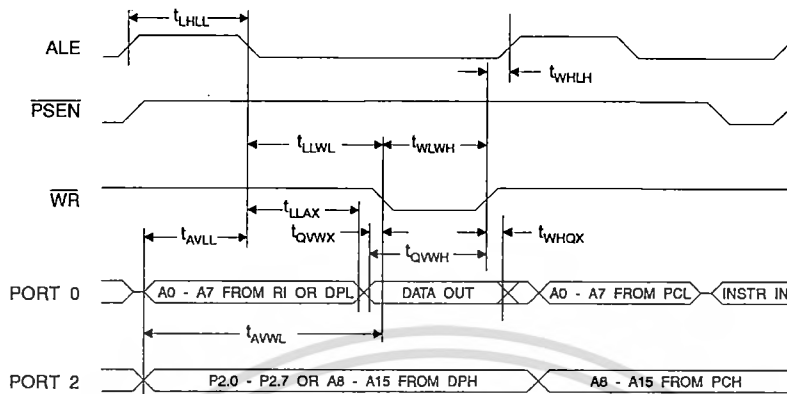 tLHLL
ALE
tWHLH
PSEN
tLLWL
tWLWH
WR
tLLAX
tAVLL
tQVWX
tWHQX
tQVWH
PORT 0
A0 - A7 FROM RI OR DPL
DATA OUT
A0 - A7 FROM PCL
INSTR IN
tAVWL
PORT 2
P2.0 - P2.7 OR A8 - A15 FROM DPH
A8 - A15 FROM PCH